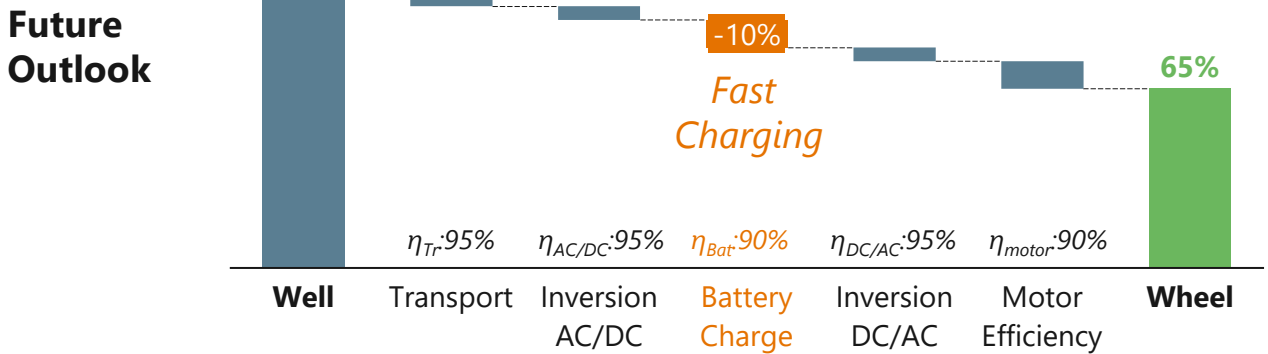 Future
Outlook
-10%
65%
Fast
Charging
ηTr:95%
ηAC/DC:95%
ηBat:90%
ηDC/AC:95%
ηmotor:90%
Well
Transport
Inversion
AC/DC
Battery
Charge
Inversion
DC/AC
Motor
Efficiency
Wheel